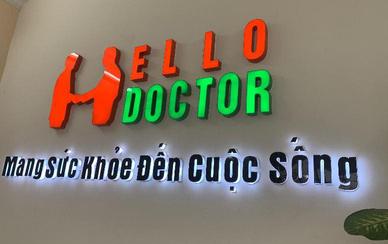 HELLO
DOCTOR
Mang Sức Khỏe Đến Cuộc Sống